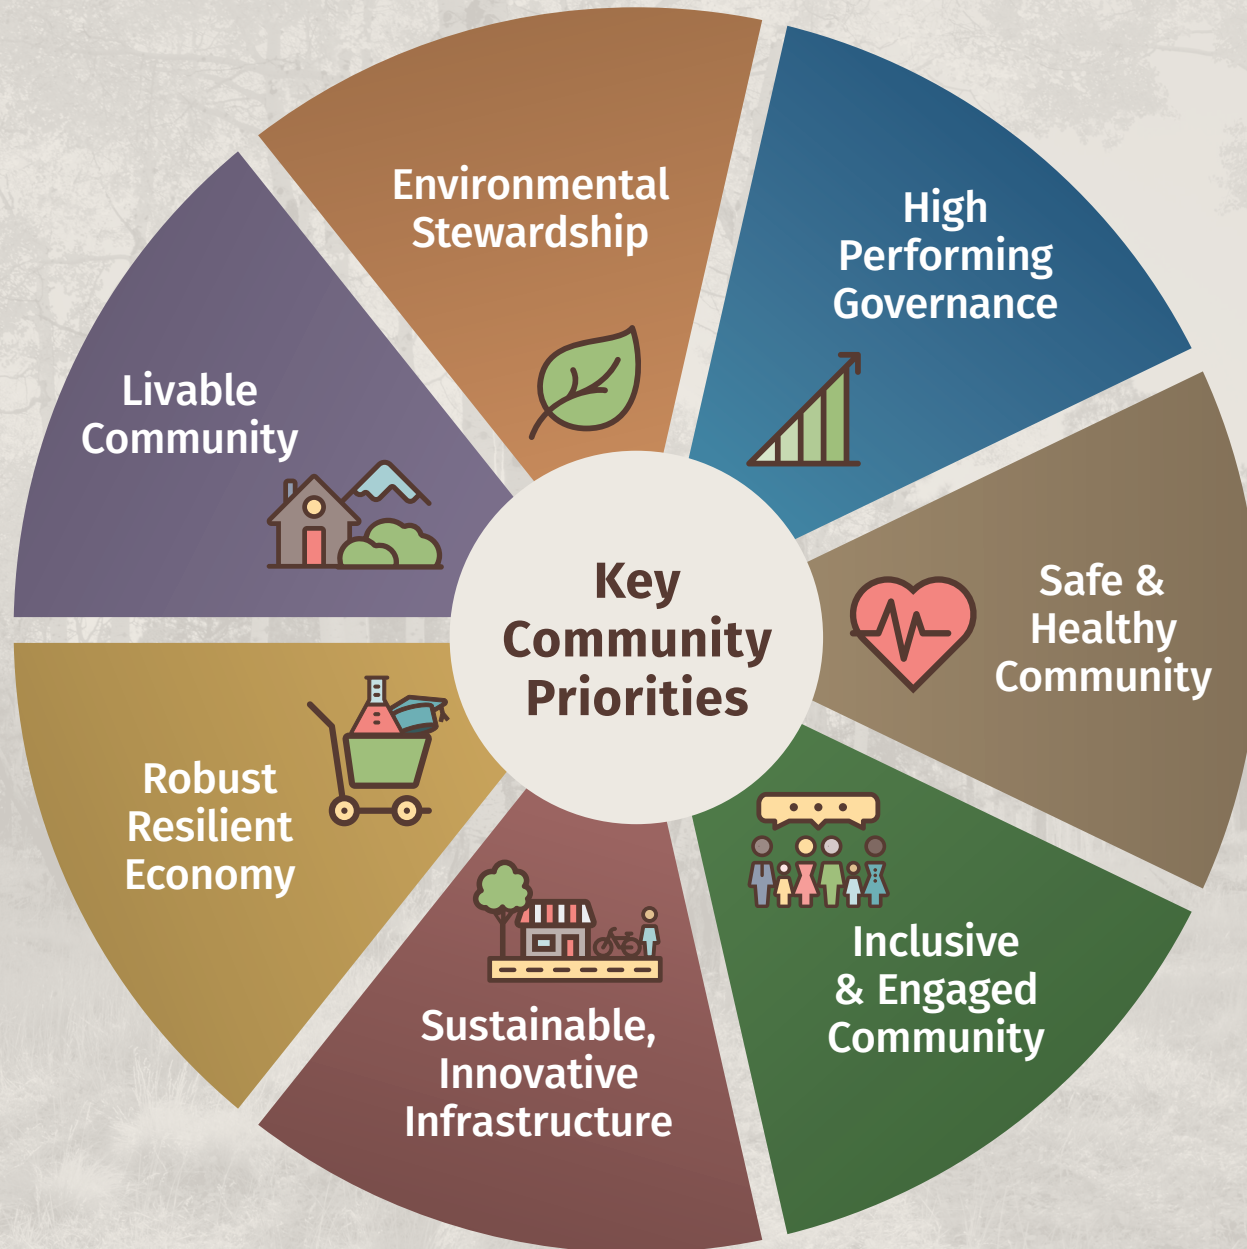 Environmental
Stewardship
High
Performing
Governance
Livable
Community
Key
Community
Priorities
Safe &
Healthy
Community
Robust
Resilient
Economy
Inclusive
& Engaged
Community
Sustainable,
Innovative
Infrastructure